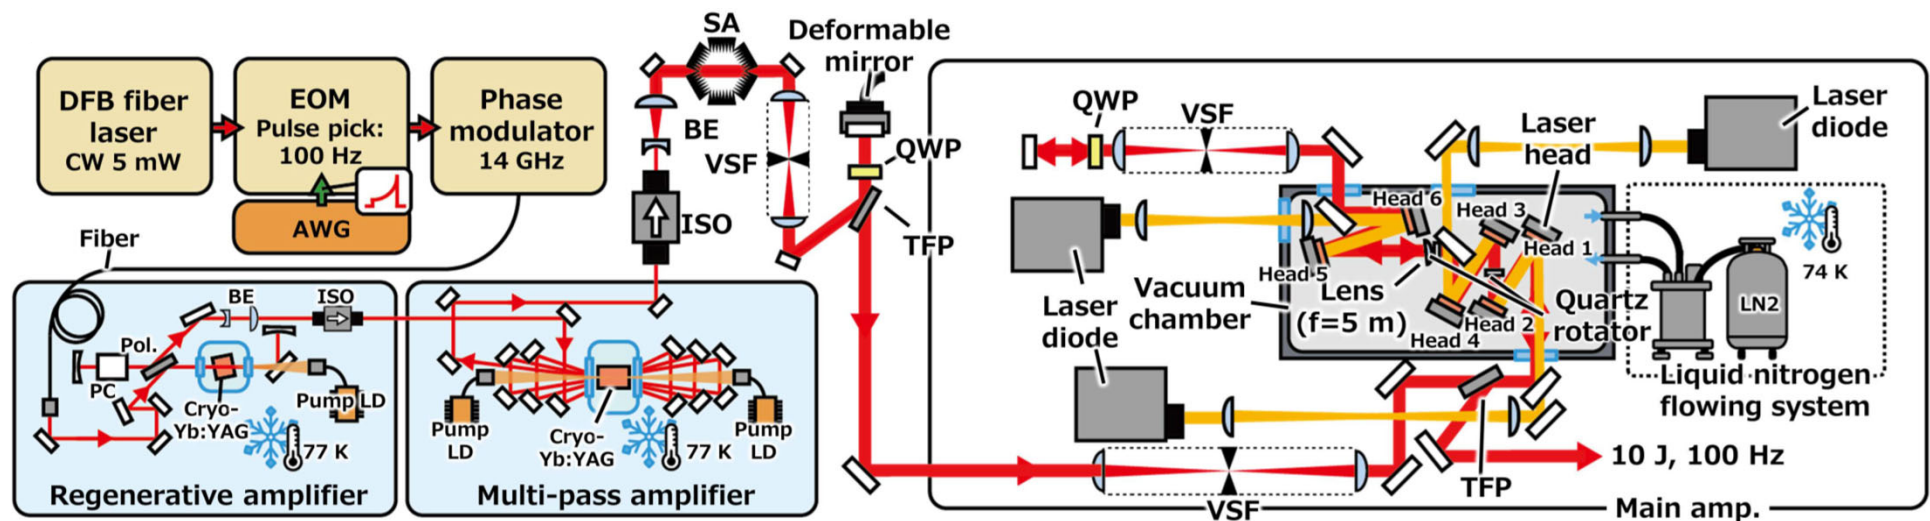 DFB fiber
laser
CW 5 mW
EOM
Pulse pick:
100 Hz
AWG
Phase
modulator
14 GHz
Fiber
BE
ISO
Pol.
PC
Cryo-
Yb:YAG
Pump LD
77 K
Regenerative amplifier
Pump
LD
Cryo-
Yb:YAG
77 K
Pump
LD
Multi-pass amplifier
SA
BE
ISO
VSF
Deformable
mirror
QWP
TFP
QWP
VSF
Laser
diode
Laser
head
Laser
diode
Head 6
Head 3
Head 1
Head 5
Head 2
Head 4
Lens
(f=5 m)
Quartz
rotator
Vacuum
chamber
74 K
LN2
Liquid nitrogen
flowing system
TFP
10 J, 100 Hz
VSF
Main amp.